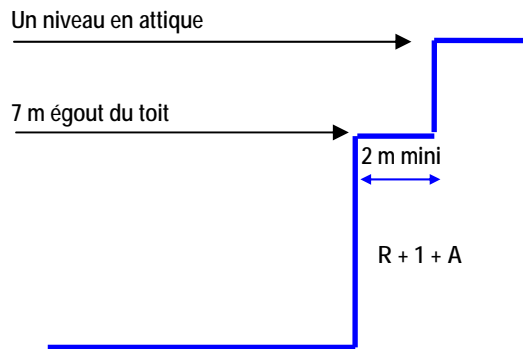 Un niveau en attique
7 m égout du toit
2 m mini
R + 1 + A